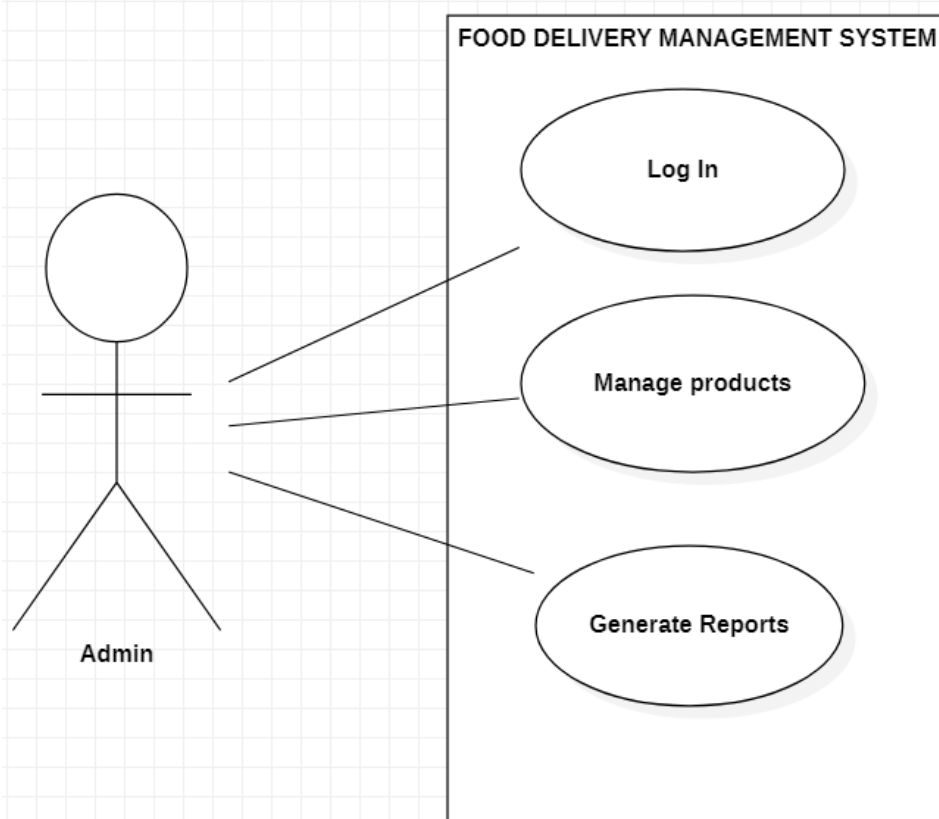 FOOD DELIVERY MANAGEMENT SYSTEM
Log In
Manage products
Generate Reports
Admin